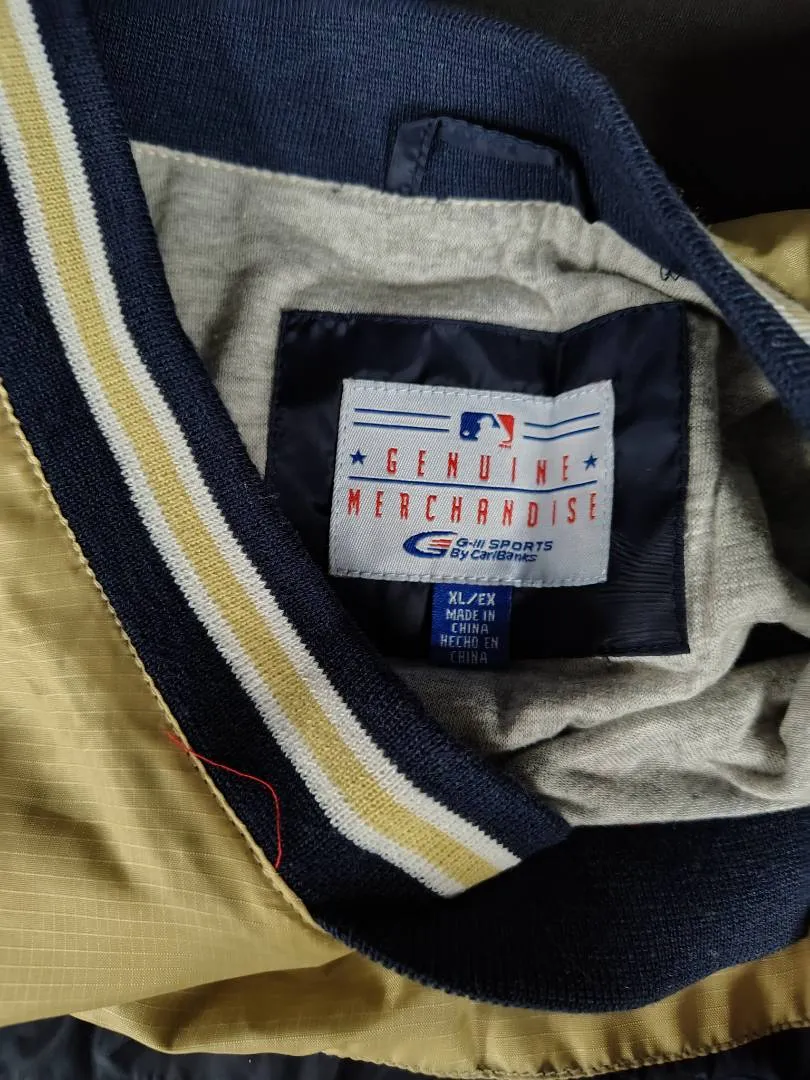 GENUINE
MERCHANDISE
G-III SPORTS
By Carl Banks
XL/EX
MADE IN
CHINA
HECHO EN
CHINA